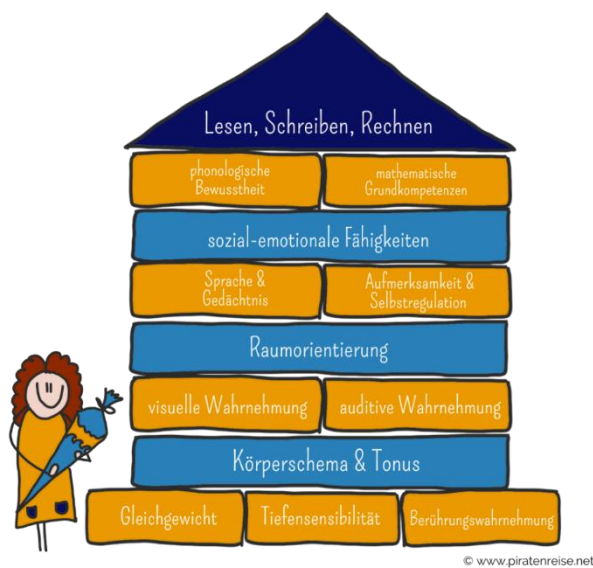 Lesen, Schreiben, Rechnen
phonologische
Bewusstheit
mathematische
Grundkompetenzen
sozial-emotionale Fähigkeiten
Sprache &
Gedächtnis
Aufmerksamkeit &
Selbstregulation
Raumorientierung
visuelle Wahrnehmung
auditive Wahrnehmung
Körperschema & Tonus
Gleichgewicht
Tiefensensibilität
Berührungswahrnehmung
© www.piratenreise.net